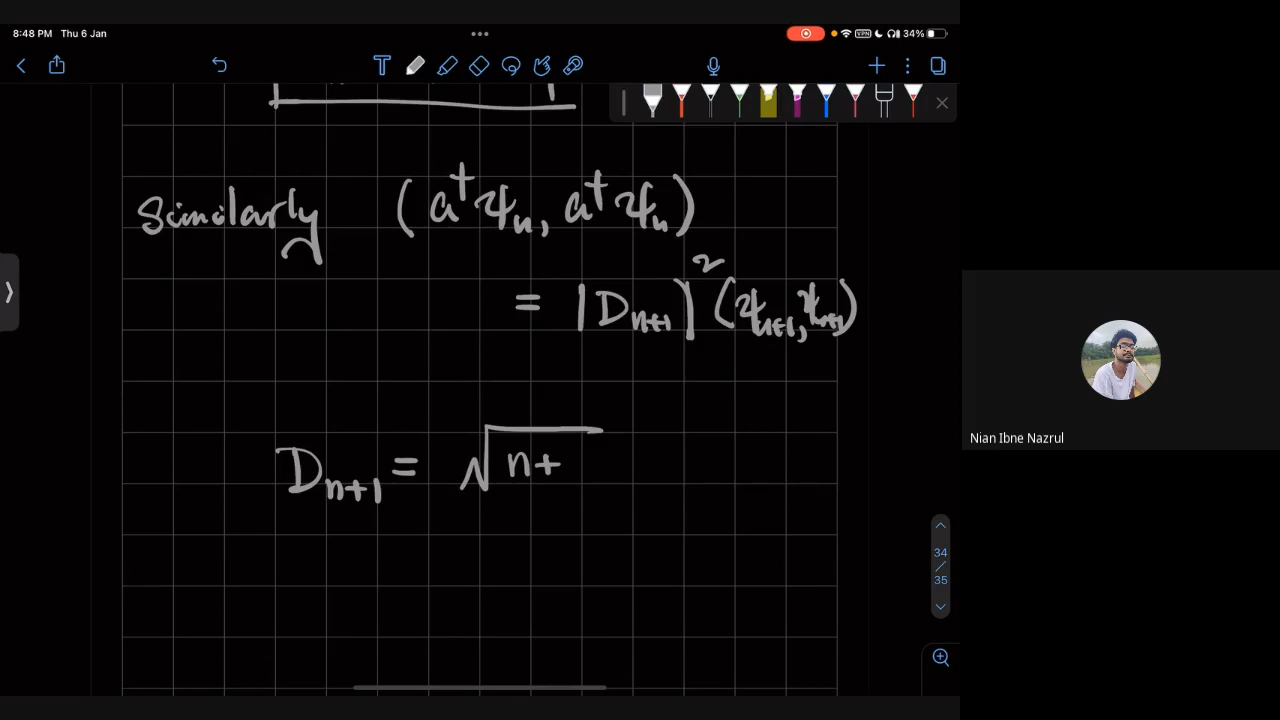 8:48 PM Thu 6 Jan
VPN 34%
Similarly (a†ψₙ, a†ψₙ)
= |Dₙ₊₁|² (ψₙ₊₁, ψₙ₊₁)
Dₙ₊₁ = √(n+
34
/
35
Nian Ibne Nazrul